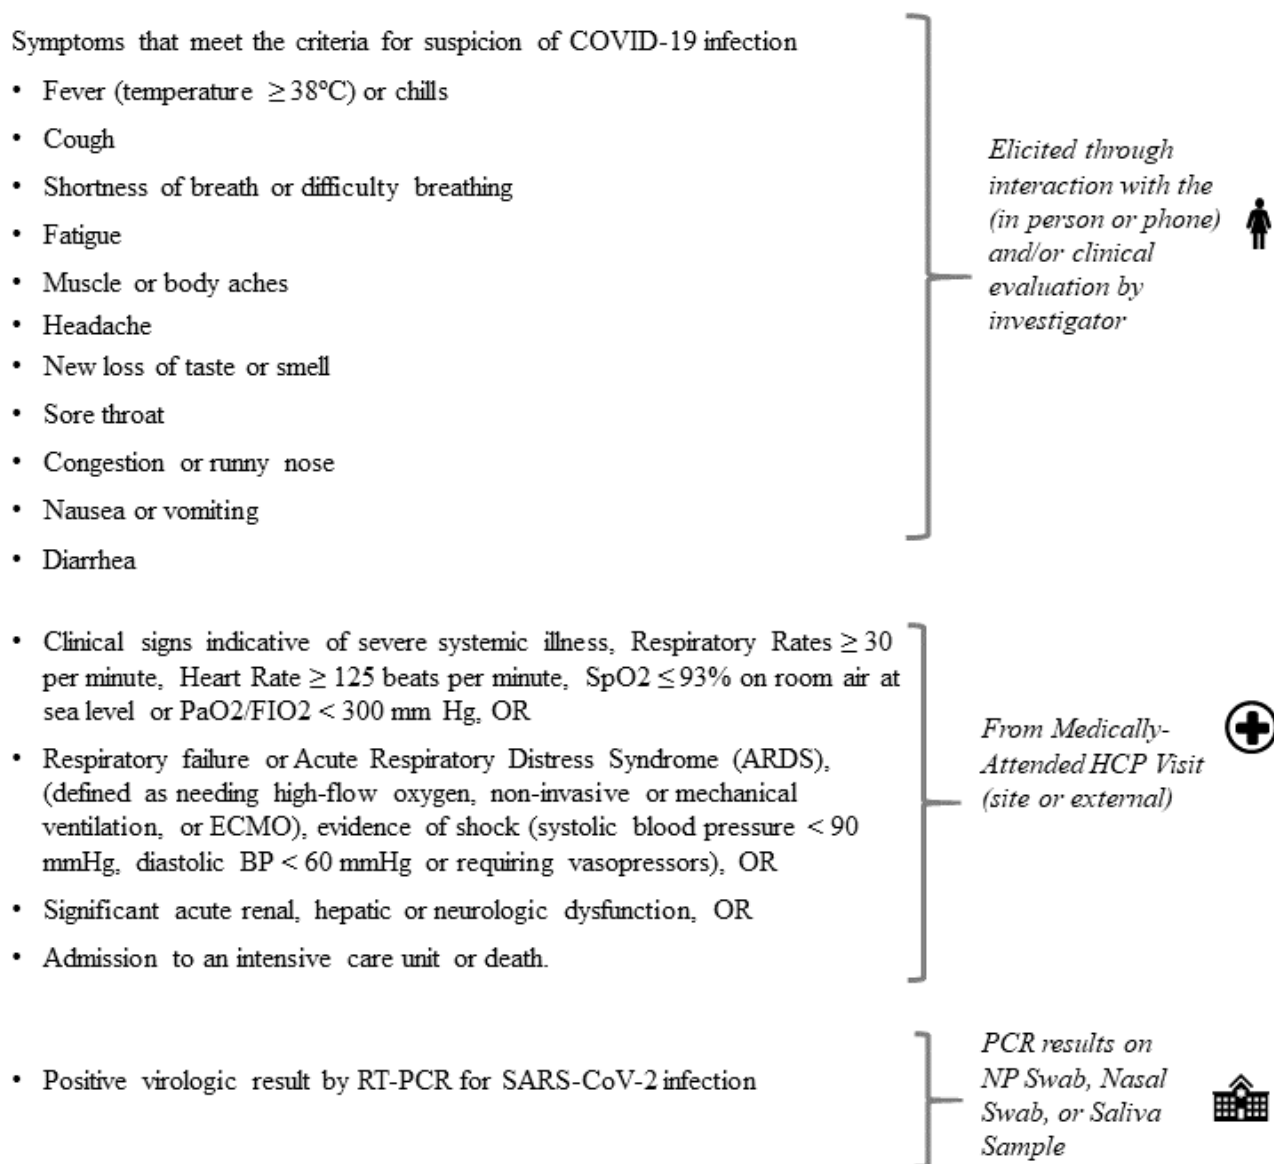 Symptoms that meet the criteria for suspicion of COVID-19 infection
• Fever (temperature ≥ 38°C) or chills
• Cough
• Shortness of breath or difficulty breathing
• Fatigue
• Muscle or body aches
• Headache
• New loss of taste or smell
• Sore throat
• Congestion or runny nose
• Nausea or vomiting
• Diarrhea
Elicited through
interaction with the
(in person or phone)
and/or clinical
evaluation by
investigator
• Clinical signs indicative of severe systemic illness, Respiratory Rates ≥ 30
per minute, Heart Rate ≥ 125 beats per minute, SpO2 ≤ 93% on room air at
sea level or PaO2/FIO2 < 300 mm Hg, OR
• Respiratory failure or Acute Respiratory Distress Syndrome (ARDS),
(defined as needing high-flow oxygen, non-invasive or mechanical
ventilation, or ECMO), evidence of shock (systolic blood pressure < 90
mmHg, diastolic BP < 60 mmHg or requiring vasopressors), OR
• Significant acute renal, hepatic or neurologic dysfunction, OR
• Admission to an intensive care unit or death.
From Medically-
Attended HCP Visit
(site or external)
• Positive virologic result by RT-PCR for SARS-CoV-2 infection
PCR results on
NP Swab, Nasal
Swab, or Saliva
Sample